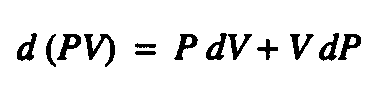 d (PV) = P dV + V dP